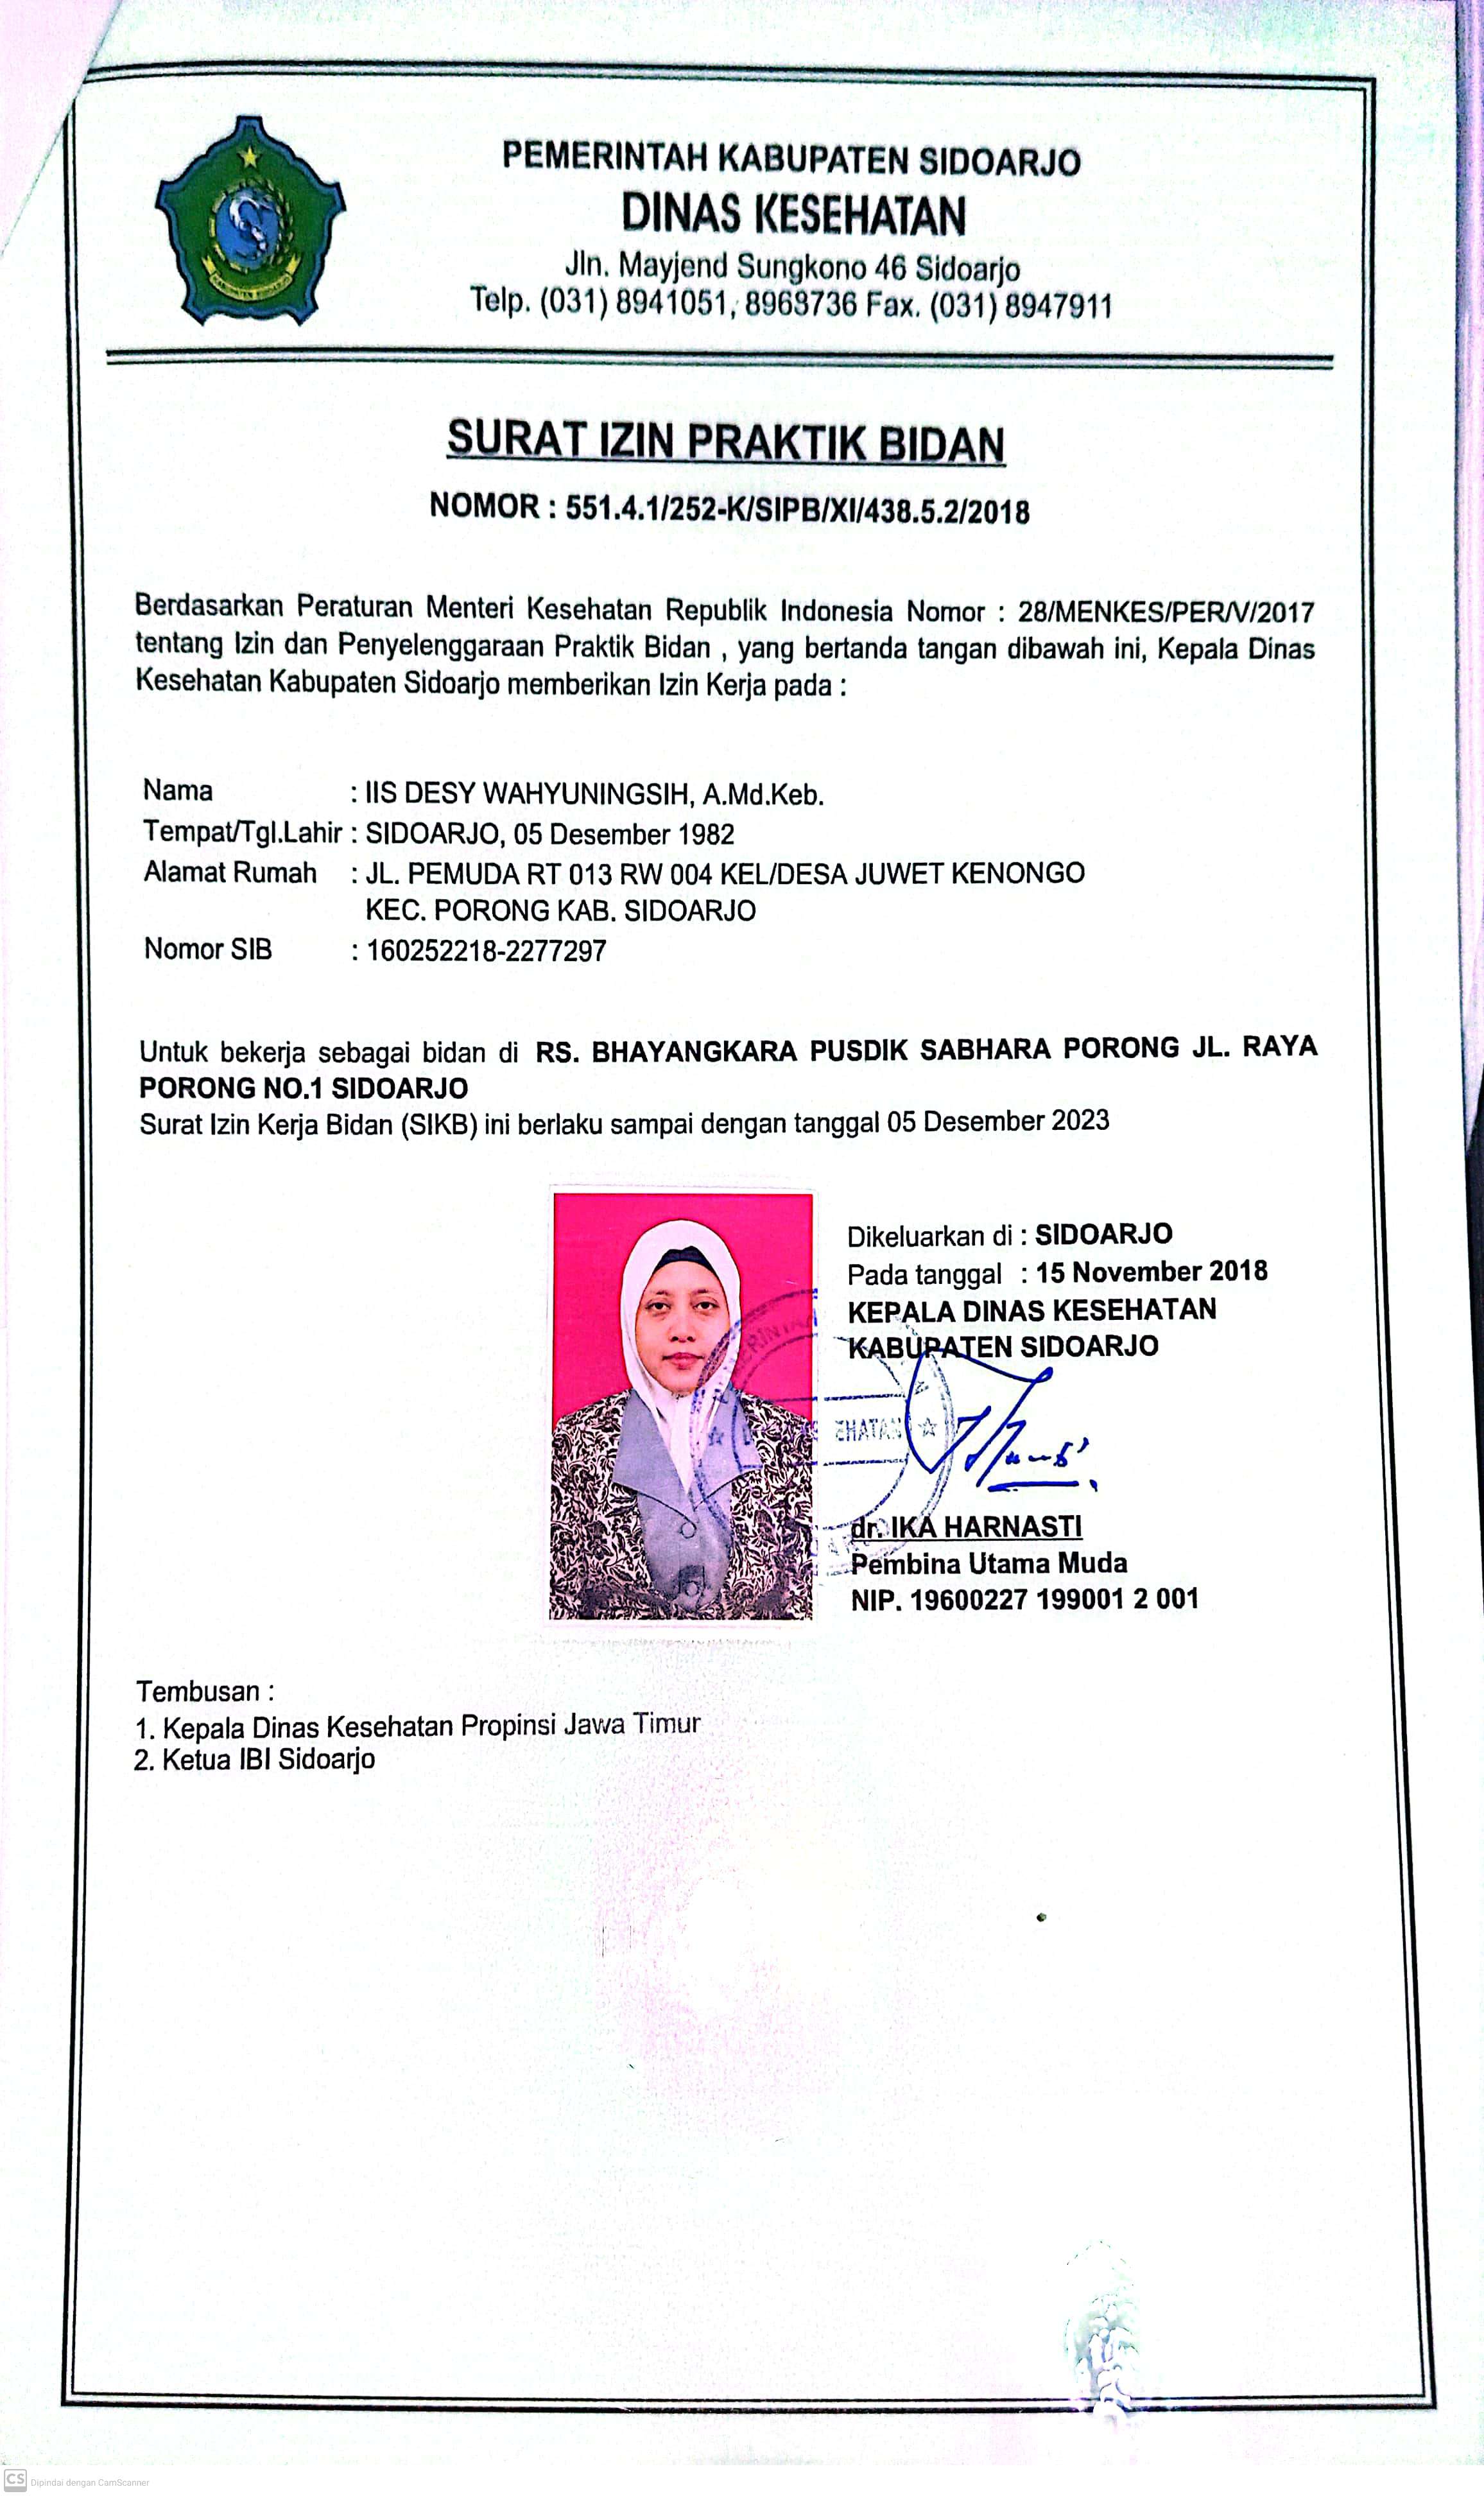 PEMERINTAH KABUPATEN SIDOARJO
DINAS KESEHATAN
Jln. Mayjend Sungkono 46 Sidoarjo
Telp. (031) 8941051, 8968736 Fax. (031) 8947911
SURAT IZIN PRAKTIK BIDAN
NOMOR : 551.4.1/252-K/SIPB/XI/438.5.2/2018
Berdasarkan Peraturan Menteri Kesehatan Republik Indonesia Nomor : 28/MENKES/PER/V/2017
tentang Izin dan Penyelenggaraan Praktik Bidan , yang bertanda tangan dibawah ini, Kepala Dinas
Kesehatan Kabupaten Sidoarjo memberikan Izin Kerja pada :
Nama : IIS DESY WAHYUNINGSIH, A.Md.Keb.
Tempat/Tgl.Lahir : SIDOARJO, 05 Desember 1982
Alamat Rumah : JL. PEMUDA RT 013 RW 004 KEL/DESA JUWET KENONGO
KEC. PORONG KAB. SIDOARJO
Nomor SIB : 160252218-2277297
Untuk bekerja sebagai bidan di RS. BHAYANGKARA PUSDIK SABHARA PORONG JL. RAYA
PORONG NO.1 SIDOARJO
Surat Izin Kerja Bidan (SIKB) ini berlaku sampai dengan tanggal 05 Desember 2023
Dikeluarkan di : SIDOARJO
Pada tanggal : 15 November 2018
KEPALA DINAS KESEHATAN
KABUPATEN SIDOARJO
dr. IKA HARNASTI
Pembina Utama Muda
NIP. 19600227 199001 2 001
Tembusan :
1. Kepala Dinas Kesehatan Propinsi Jawa Timur
2. Ketua IBI Sidoarjo
CS Dipindai dengan CamScanner